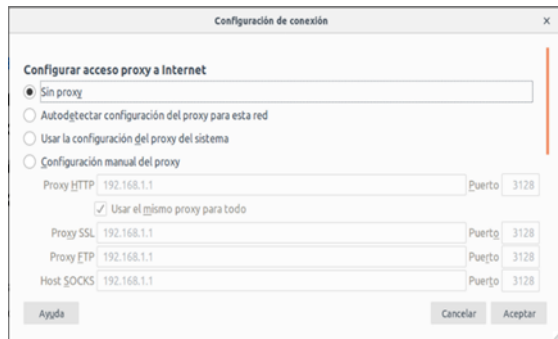 Configuración de conexión
Configurar acceso proxy a Internet
Sin proxy
Autodetectar configuración del proxy para esta red
Usar la configuración del proxy del sistema
Configuración manual del proxy
Proxy HTTP 192.168.1.1 Puerto 3128
Usar el mismo proxy para todo
Proxy SSL 192.168.1.1 Puerto 3128
Proxy FTP 192.168.1.1 Puerto 3128
Host SOCKS 192.168.1.1 Puerto 3128
Ayuda Cancelar Aceptar